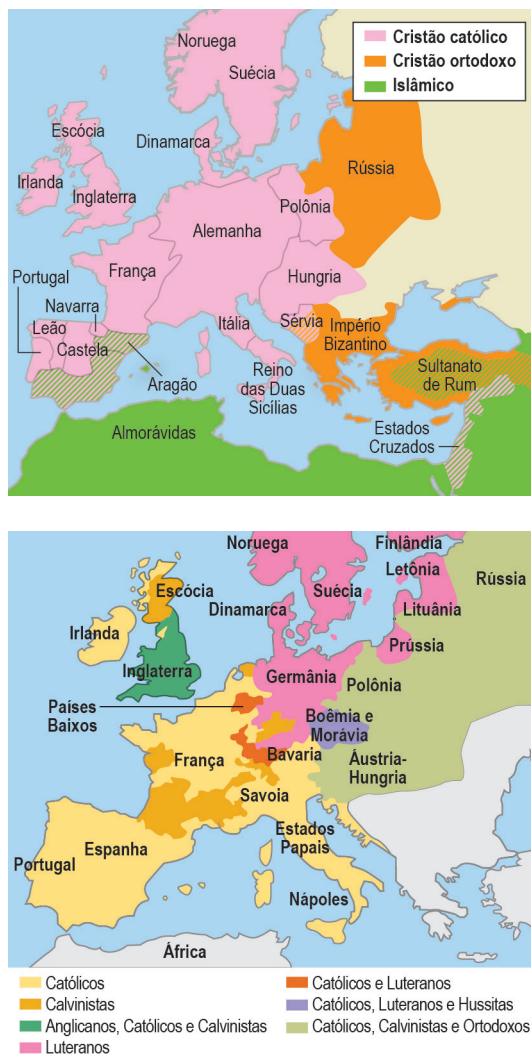 Noruega
Suécia
Cristão católico
Cristão ortodoxo
Islâmico
Escócia
Dinamarca
Irlanda
Inglaterra
Rússia
Polônia
Alemanha
França
Hungria
Portugal
Navarra
Leão
Castela
Itália
Sérvia
Império
Bizantino
Aragão
Reino
das Duas
Sicílias
Sultanato
de Rum
Almorávidas
Estados
Cruzados
Noruega
Finlândia
Letônia
Rússia
Escócia
Suécia
Dinamarca
Lituânia
Irlanda
Prússia
Inglaterra
Germânia
Polônia
Países
Baixos
Boêmia e
Morávia
Bavaria
França
Áustria-
Hungria
Savoia
Estados
Papais
Portugal
Espanha
Nápoles
África
Católicos
Calvinistas
Anglicanos, Católicos e Calvinistas
Luteranos
Católicos e Luteranos
Católicos, Luteranos e Hussitas
Católicos, Calvinistas e Ortodoxos